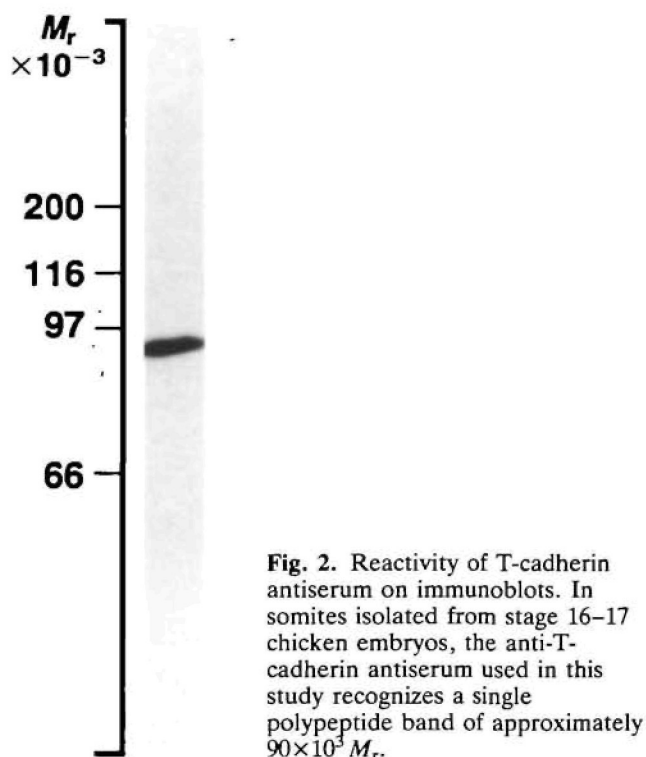 Mr
×10−3
200
116
97
66
Fig. 2. Reactivity of T-cadherin
antiserum on immunoblots. In
somites isolated from stage 16–17
chicken embryos, the anti-T-
cadherin antiserum used in this
study recognizes a single
polypeptide band of approximately
90×10³ Mr.